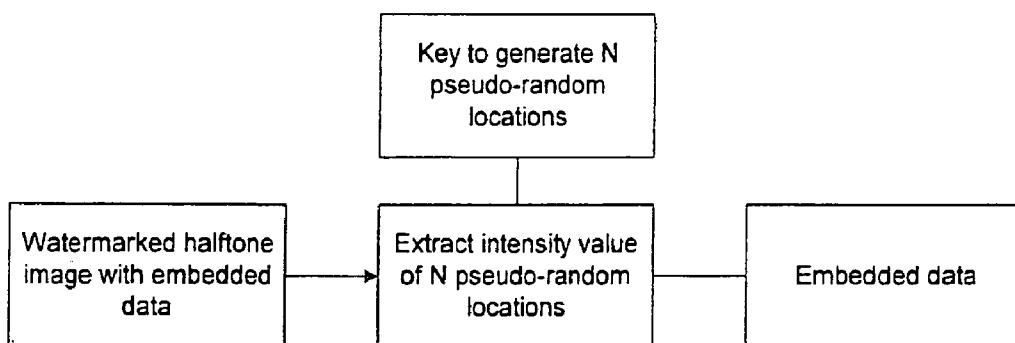 Key to generate N
pseudo-random
locations
Watermarked halftone
image with embedded
data
Extract intensity value
of N pseudo-random
locations
Embedded data